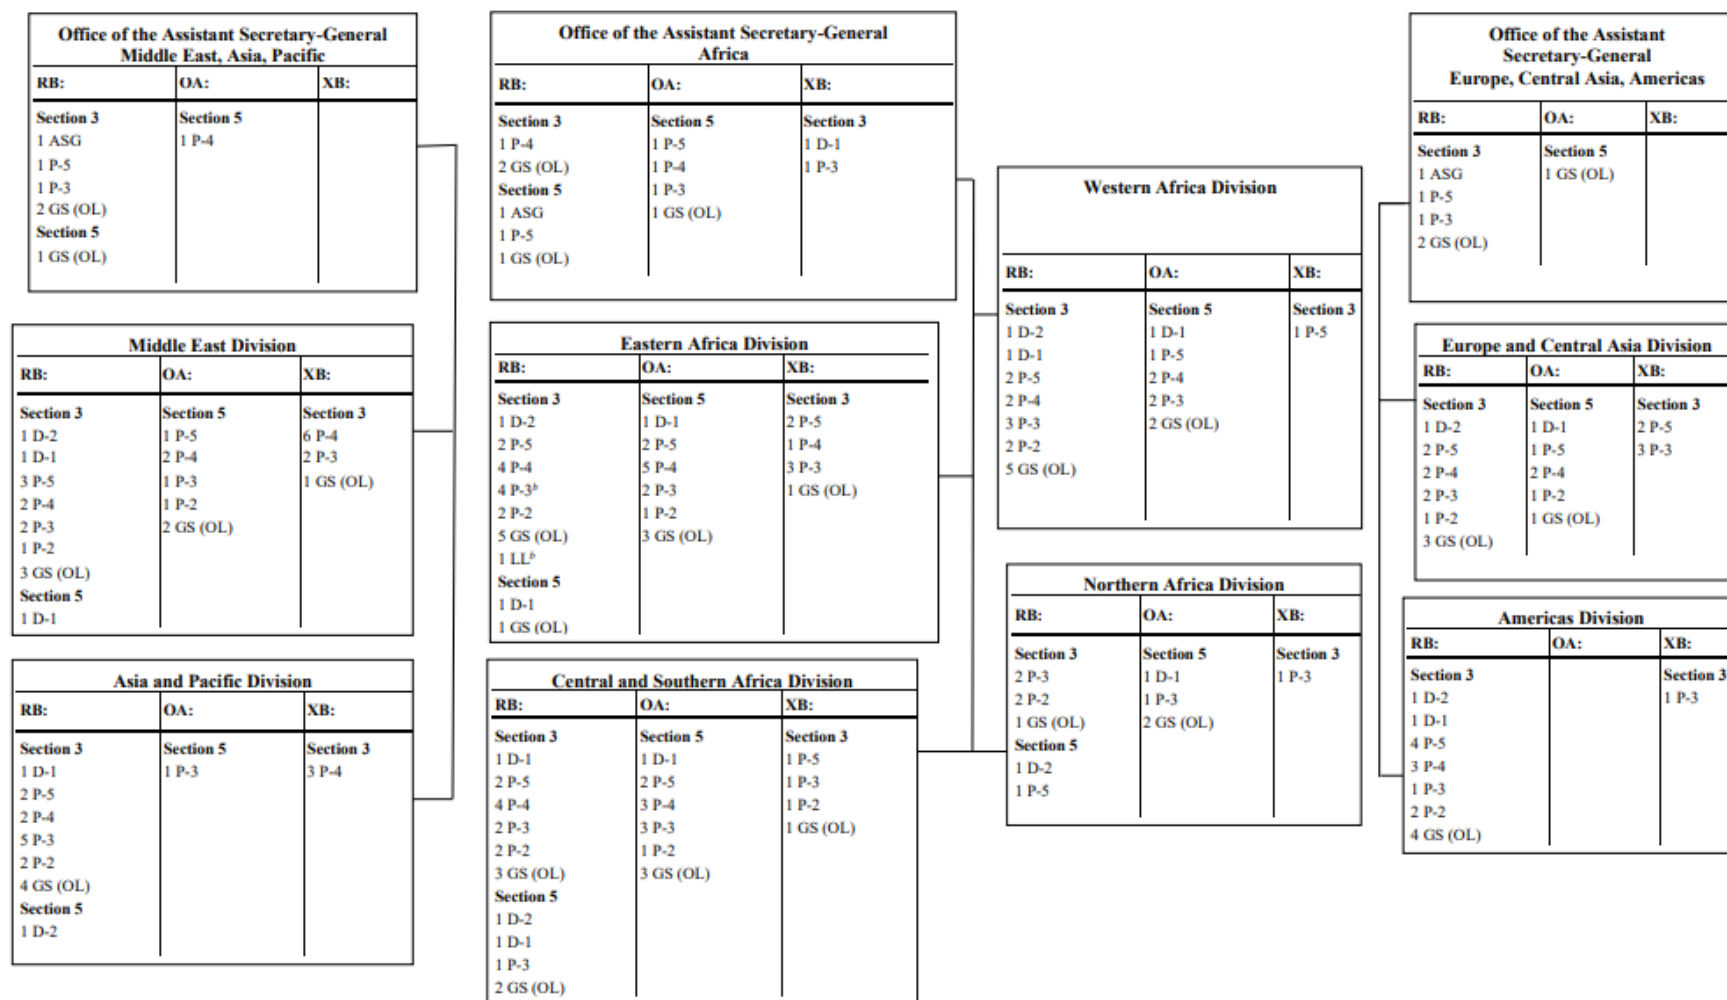 Office of the Assistant Secretary-General
Middle East, Asia, Pacific
RB: OA: XB:
Section 3 Section 5
1 ASG 1 P-4
1 P-5
1 P-3
2 GS (OL)
Section 5
1 GS (OL)
Middle East Division
RB: OA: XB:
Section 3 Section 5 Section 3
1 D-2 1 P-5 6 P-4
1 D-1 2 P-4 2 P-3
3 P-5 1 P-3 1 GS (OL)
2 P-4 1 P-2
2 P-3 2 GS (OL)
1 P-2
3 GS (OL)
Section 5
1 D-1
Asia and Pacific Division
RB: OA: XB:
Section 3 Section 5 Section 3
1 D-1 1 P-3 3 P-4
2 P-5
2 P-4
5 P-3
2 P-2
4 GS (OL)
Section 5
1 D-2
Office of the Assistant Secretary-General
Africa
RB: OA: XB:
Section 3 Section 5 Section 3
1 P-4 1 P-5 1 D-1
2 GS (OL) 1 P-4 1 P-3
Section 5 1 P-3
1 ASG 1 GS (OL)
1 P-5
1 GS (OL)
Eastern Africa Division
RB: OA: XB:
Section 3 Section 5 Section 3
1 D-2 1 D-1 2 P-5
2 P-5 2 P-5 1 P-4
4 P-4 5 P-4 3 P-3
4 P-3ᵇ 2 P-3 1 GS (OL)
2 P-2 1 P-2
5 GS (OL) 3 GS (OL)
1 LLᵇ
Section 5
1 D-1
1 GS (OL)
Central and Southern Africa Division
RB: OA: XB:
Section 3 Section 5 Section 3
1 D-1 1 D-1 1 P-5
2 P-5 2 P-5 1 P-3
4 P-4 3 P-4 1 P-2
2 P-3 3 P-3 1 GS (OL)
2 P-2 1 P-2
3 GS (OL) 3 GS (OL)
Section 5
1 D-2
1 D-1
1 P-3
2 GS (OL)
Western Africa Division
RB: OA: XB:
Section 3 Section 5 Section 3
1 D-2 1 D-1 1 P-5
1 D-1 1 P-5
2 P-5 2 P-4
2 P-4 2 P-3
3 P-3 2 GS (OL)
2 P-2
5 GS (OL)
Northern Africa Division
RB: OA: XB:
Section 3 Section 5 Section 3
2 P-3 1 D-1 1 P-3
2 P-2 1 P-3
1 GS (OL) 2 GS (OL)
Section 5
1 D-2
1 P-5
Office of the Assistant
Secretary-General
Europe, Central Asia, Americas
RB: OA: XB:
Section 3 Section 5
1 ASG 1 GS (OL)
1 P-5
1 P-3
2 GS (OL)
Europe and Central Asia Division
RB: OA: XB:
Section 3 Section 5 Section 3
1 D-2 1 D-1 2 P-5
2 P-5 1 P-5 3 P-3
2 P-4 2 P-4
2 P-3 1 P-2
1 P-2 1 GS (OL)
3 GS (OL)
Americas Division
RB: OA: XB:
Section 3 Section 3
1 D-2 1 P-3
1 D-1
4 P-5
3 P-4
1 P-3
2 P-2
4 GS (OL)